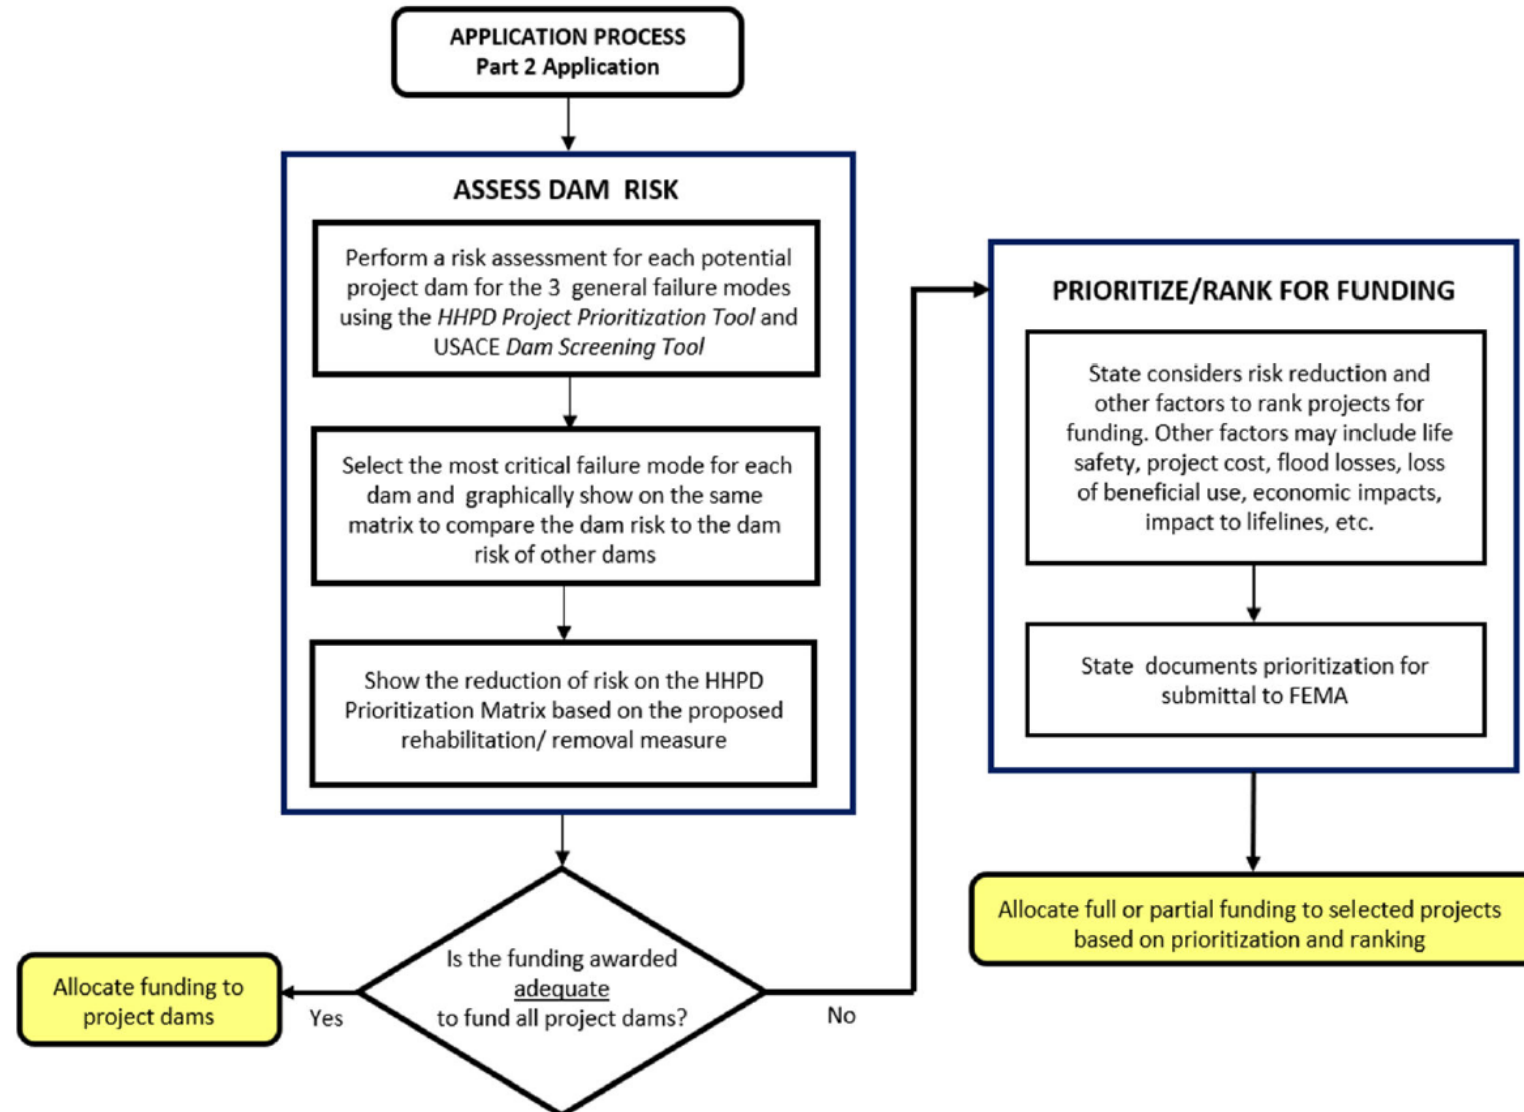 APPLICATION PROCESS
Part 2 Application
ASSESS DAM RISK
Perform a risk assessment for each potential
project dam for the 3 general failure modes
using the HHPD Project Prioritization Tool and
USACE Dam Screening Tool
Select the most critical failure mode for each
dam and graphically show on the same
matrix to compare the dam risk to the dam
risk of other dams
Show the reduction of risk on the HHPD
Prioritization Matrix based on the proposed
rehabilitation/ removal measure
Is the funding awarded
adequate
to fund all project dams?
Yes
Allocate funding to
project dams
No
PRIORITIZE/RANK FOR FUNDING
State considers risk reduction and
other factors to rank projects for
funding. Other factors may include life
safety, project cost, flood losses, loss
of beneficial use, economic impacts,
impact to lifelines, etc.
State documents prioritization for
submittal to FEMA
Allocate full or partial funding to selected projects
based on prioritization and ranking